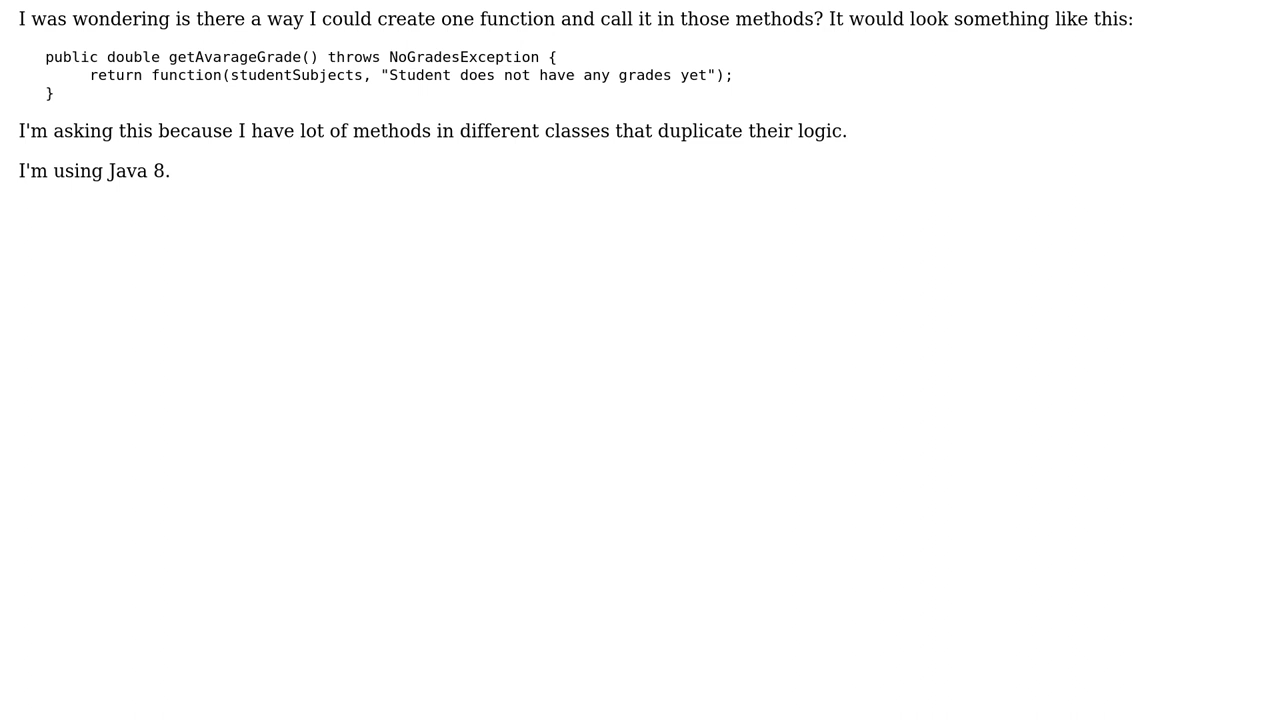 I was wondering is there a way I could create one function and call it in those methods? It would look something like this:
public double getAvarageGrade() throws NoGradesException {
     return function(studentSubjects, "Student does not have any grades yet");
}
I'm asking this because I have lot of methods in different classes that duplicate their logic.
I'm using Java 8.